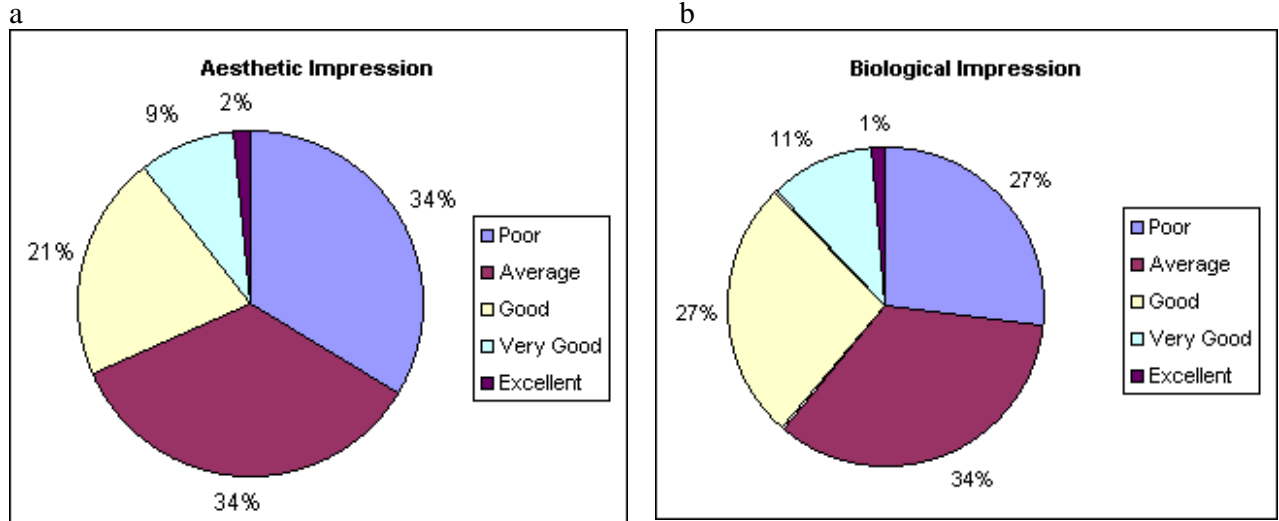 a
Aesthetic Impression
2%
9%
34%
21%
34%
Poor
Average
Good
Very Good
Excellent
b
Biological Impression
1%
11%
27%
27%
34%
Poor
Average
Good
Very Good
Excellent